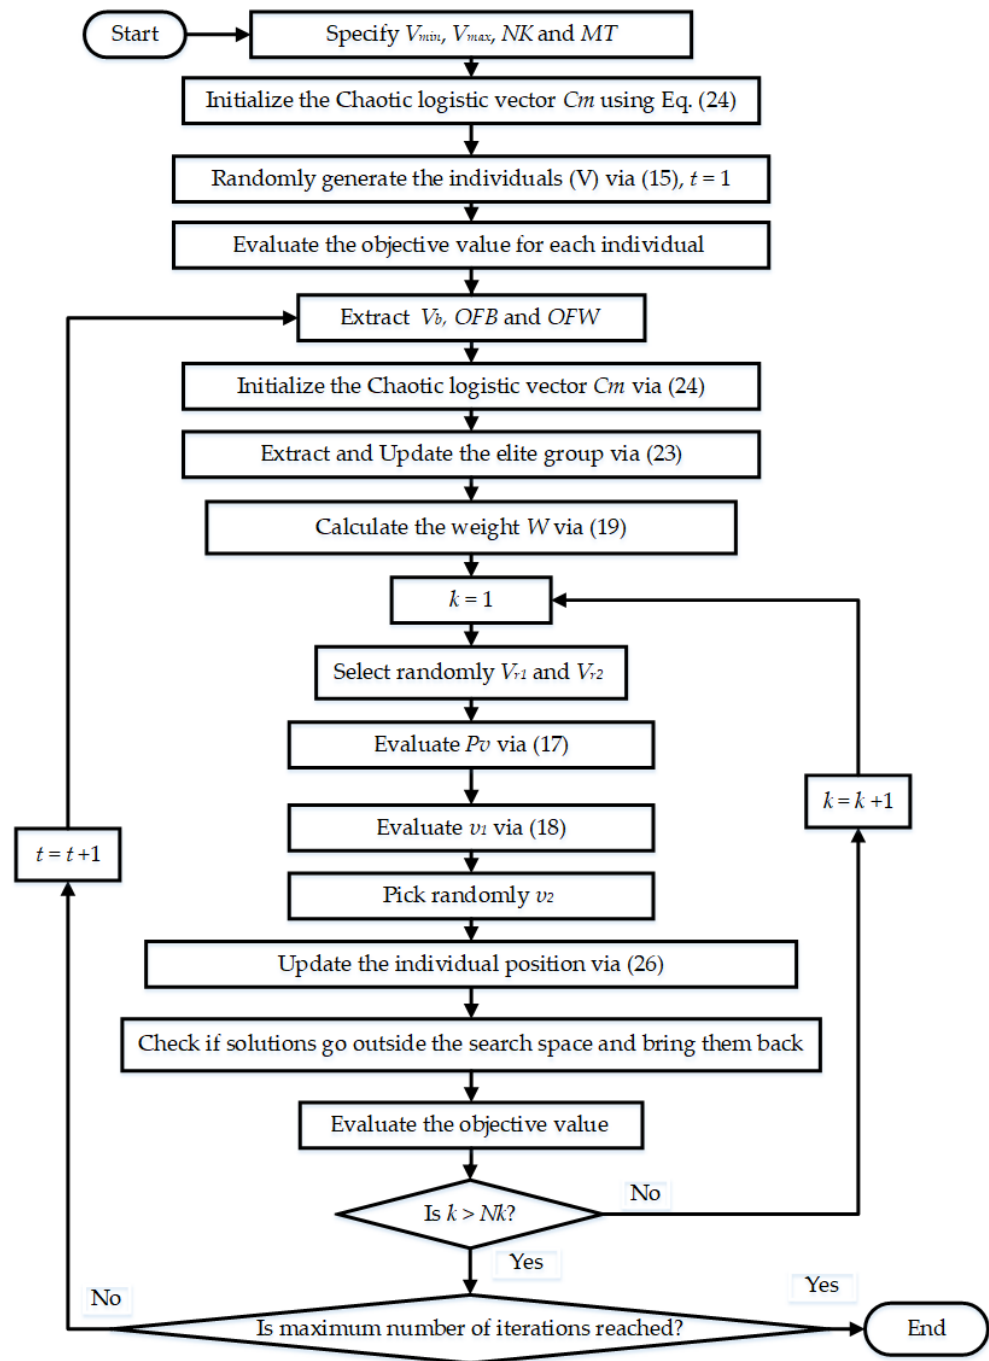 Start
Specify Vmin, Vmax, NK and MT
Initialize the Chaotic logistic vector Cm using Eq. (24)
Randomly generate the individuals (V) via (15), t = 1
Evaluate the objective value for each individual
Extract Vb, OFB and OFW
Initialize the Chaotic logistic vector Cm via (24)
Extract and Update the elite group via (23)
Calculate the weight W via (19)
k = 1
Select randomly Vr1 and Vr2
Evaluate Pv via (17)
k = k +1
Evaluate v1 via (18)
t = t +1
Pick randomly v2
Update the individual position via (26)
Check if solutions go outside the search space and bring them back
Evaluate the objective value
Is k > Nk?
No
Yes
No
Yes
Is maximum number of iterations reached?
End